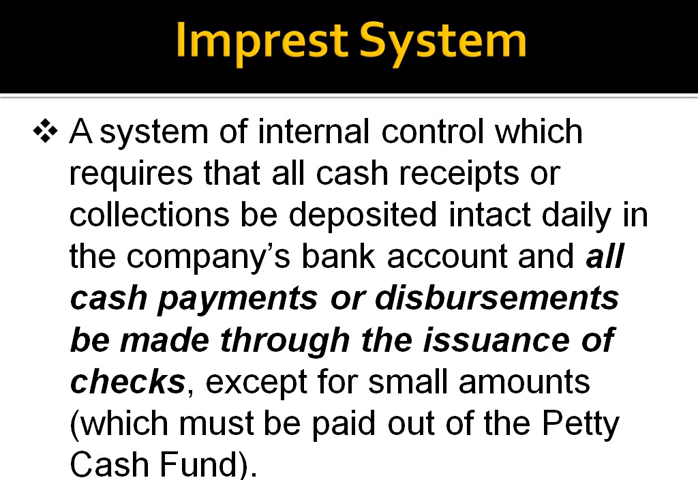 Imprest System
❖ A system of internal control which
requires that all cash receipts or
collections be deposited intact daily in
the company’s bank account and all
cash payments or disbursements
be made through the issuance of
checks, except for small amounts
(which must be paid out of the Petty
Cash Fund).